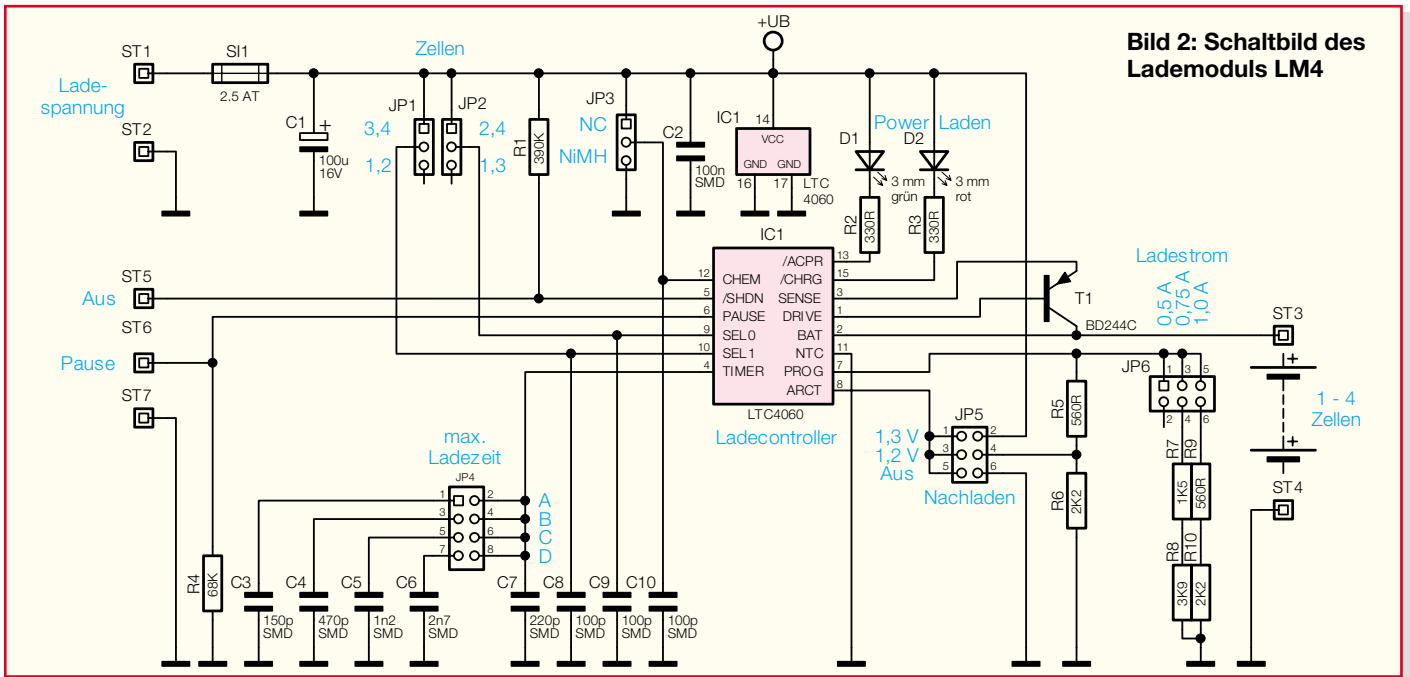 Bild 2: Schaltbild des
Lademoduls LM4
+UB
ST1
SI1
2.5 AT
Lade-
spannung
ST2
C1
+
100u
16V
Zellen
JP1
JP2
3,4
1,2
2,4
1,3
R1
390K
JP3
NC
NiMH
C2
100n
SMD
IC1
14
VCC
GND
GND
16
17
LTC
4060
Power
Laden
D1
D2
3 mm
grün
3 mm
rot
R2
330R
R3
330R
ST5
Aus
ST6
Pause
ST7
IC1
12 CHEM
5 /SHDN
6 PAUSE
9 SEL0
10 SEL1
4 TIMER
/ACPR 13
/CHRG 15
SENSE 3
DRIVE 1
BAT 2
NTC 11
PROG 7
ARCT 8
LTC4060
Ladecontroller
T1
BD244C
Ladestrom
0,5 A
0,75 A
1,0 A
ST3
JP6
1 3 5
2 4 6
+
1 - 4
Zellen
+
ST4
R5
560R
R6
2K2
R7
1K5
R9
560R
R8
3K9
R10
2K2
JP5
1,3 V 1 2
1,2 V 3 4
Aus 5 6
Nachladen
max.
Ladezeit
JP4
1 2 A
3 4 B
5 6 C
7 8 D
R4
68K
C3
150p
SMD
C4
470p
SMD
C5
1n2
SMD
C6
2n7
SMD
C7
220p
SMD
C8
100p
SMD
C9
100p
SMD
C10
100p
SMD